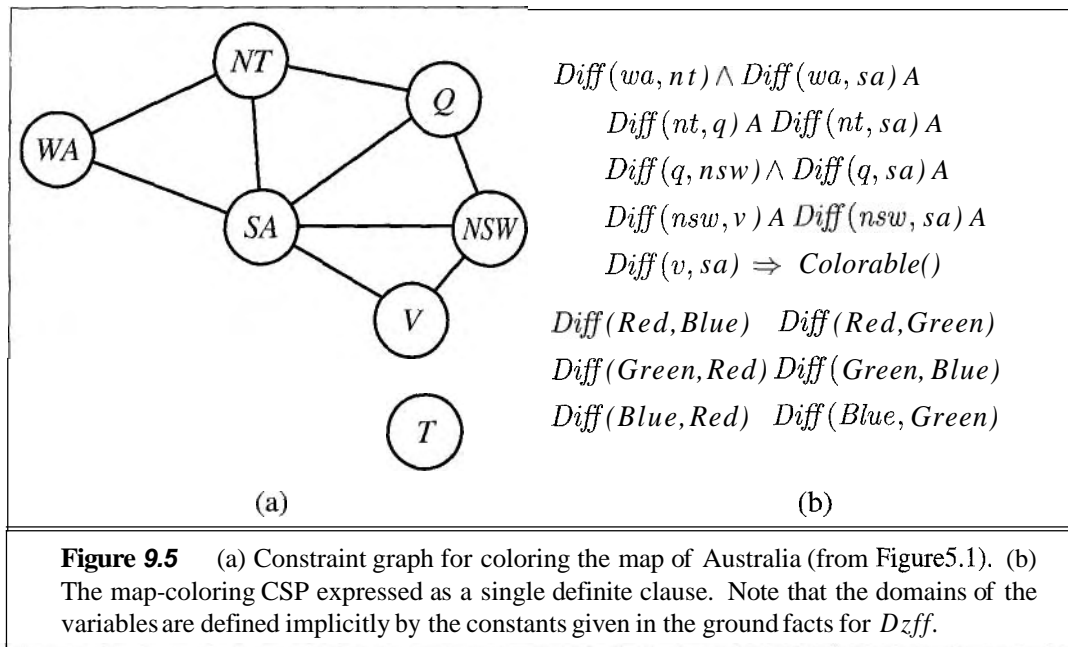 NT
Q
WA
SA
NSW
V
T
(a)
Diff(wa, nt) ∧ Diff(wa, sa) A
Diff(nt, q) A Diff(nt, sa) A
Diff(q, nsw) ∧ Diff(q, sa) A
Diff(nsw, v) A Diff(nsw, sa) A
Diff(v, sa) ⇒ Colorable()
Diff(Red,Blue) Diff(Red,Green)
Diff(Green,Red) Diff(Green, Blue)
Diff(Blue,Red) Diff(Blue, Green)
(b)
Figure 9.5 (a) Constraint graph for coloring the map of Australia (from Figure5.1). (b)
The map-coloring CSP expressed as a single definite clause. Note that the domains of the
variables are defined implicitly by the constants given in the ground facts for Dzff.